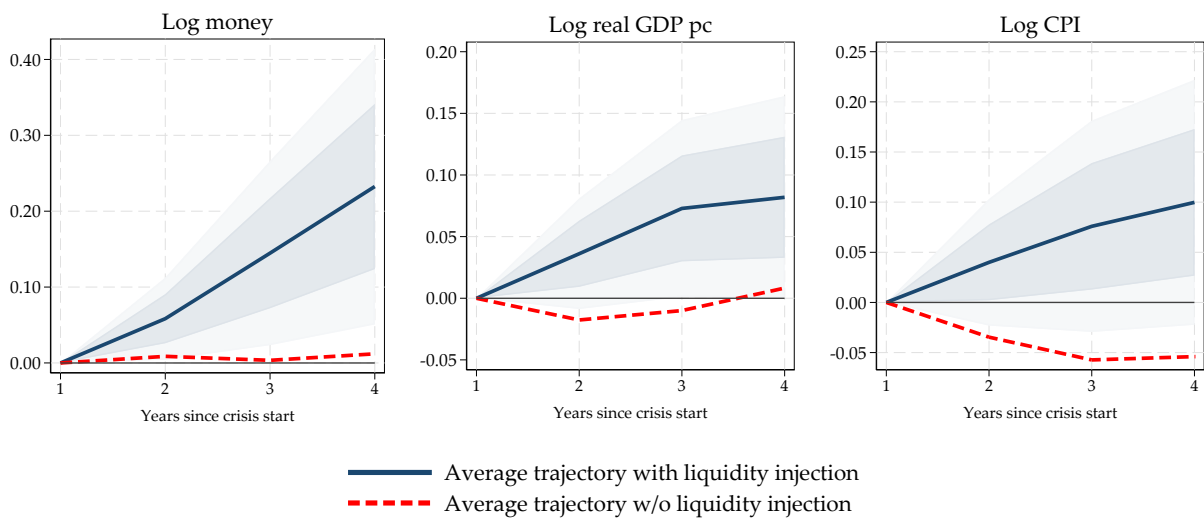 Log money
0.40
0.30
0.20
0.10
0.00
1 2 3 4
Years since crisis start
Log real GDP pc
0.20
0.15
0.10
0.05
0.00
-0.05
1 2 3 4
Years since crisis start
Log CPI
0.25
0.20
0.15
0.10
0.05
0.00
-0.05
1 2 3 4
Years since crisis start
Average trajectory with liquidity injection
Average trajectory w/o liquidity injection